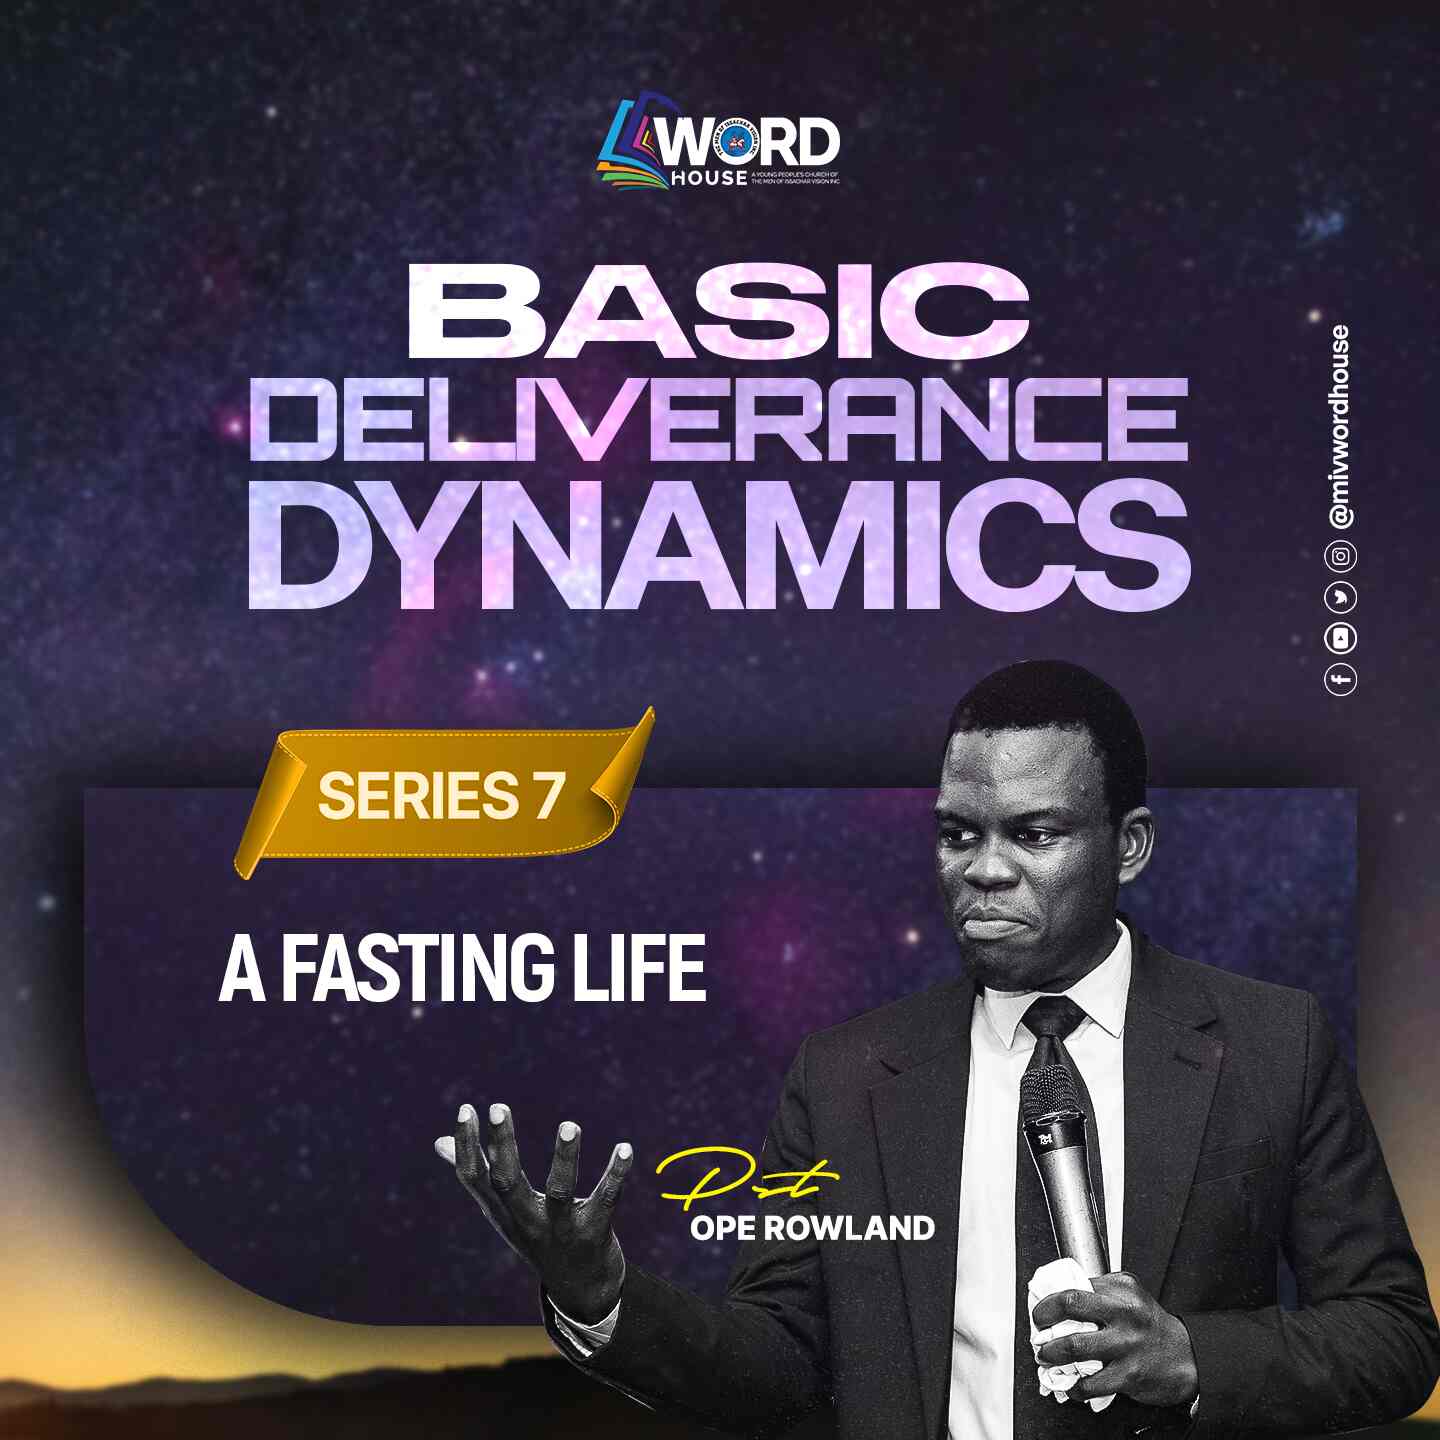 WORD
HOUSE
A YOUNG PEOPLE'S CHURCH OF
THE MEN OF ISSACHAR VISION INC
BASIC
DELIVERANCE
DYNAMICS
@mivwordhouse
SERIES 7
A FASTING LIFE
Pst
OPE ROWLAND